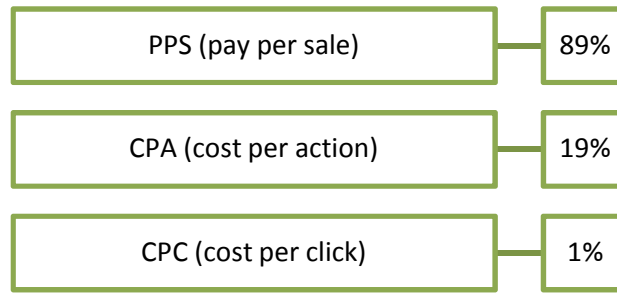 PPS (pay per sale) 89%
CPA (cost per action) 19%
CPC (cost per click) 1%